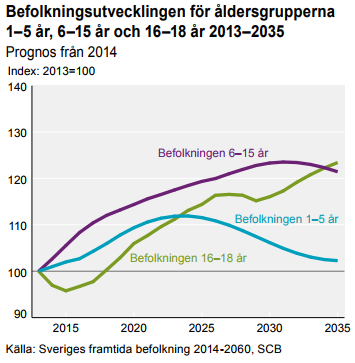 Befolkningsutvecklingen för åldersgrupperna
1–5 år, 6–15 år och 16–18 år 2013–2035
Prognos från 2014
Index: 2013=100
140
130
120
110
100
90
Befolkningen 6–15 år
Befolkningen 1–5 år
Befolkningen 16–18 år
2015 2020 2025 2030 2035
Källa: Sveriges framtida befolkning 2014-2060, SCB